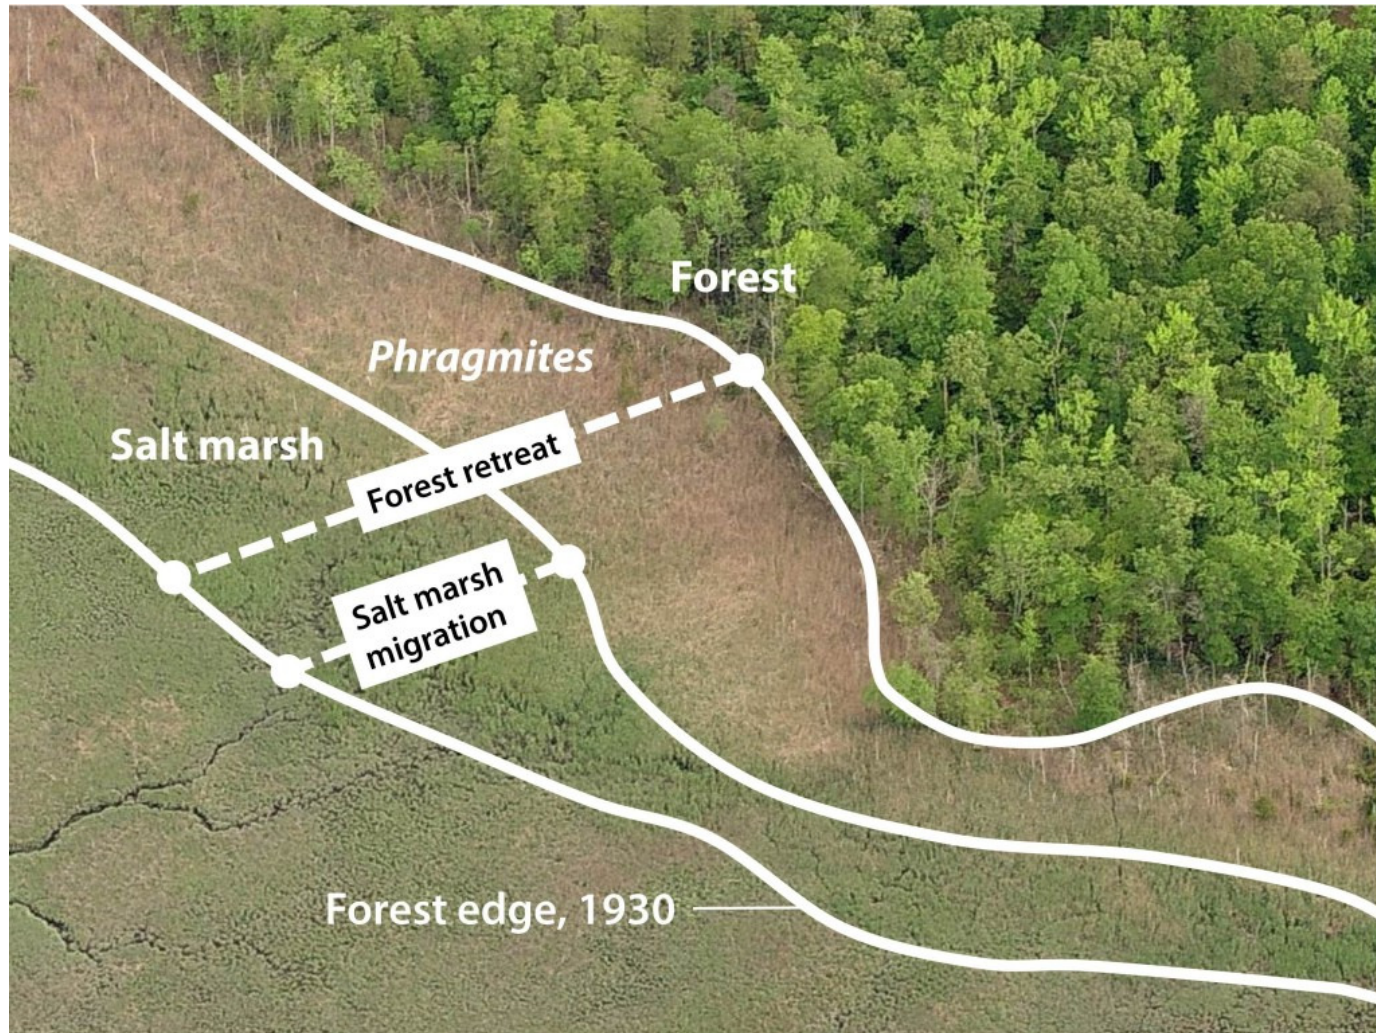 Forest
Phragmites
Salt marsh
Forest retreat
Salt marsh
migration
Forest edge, 1930